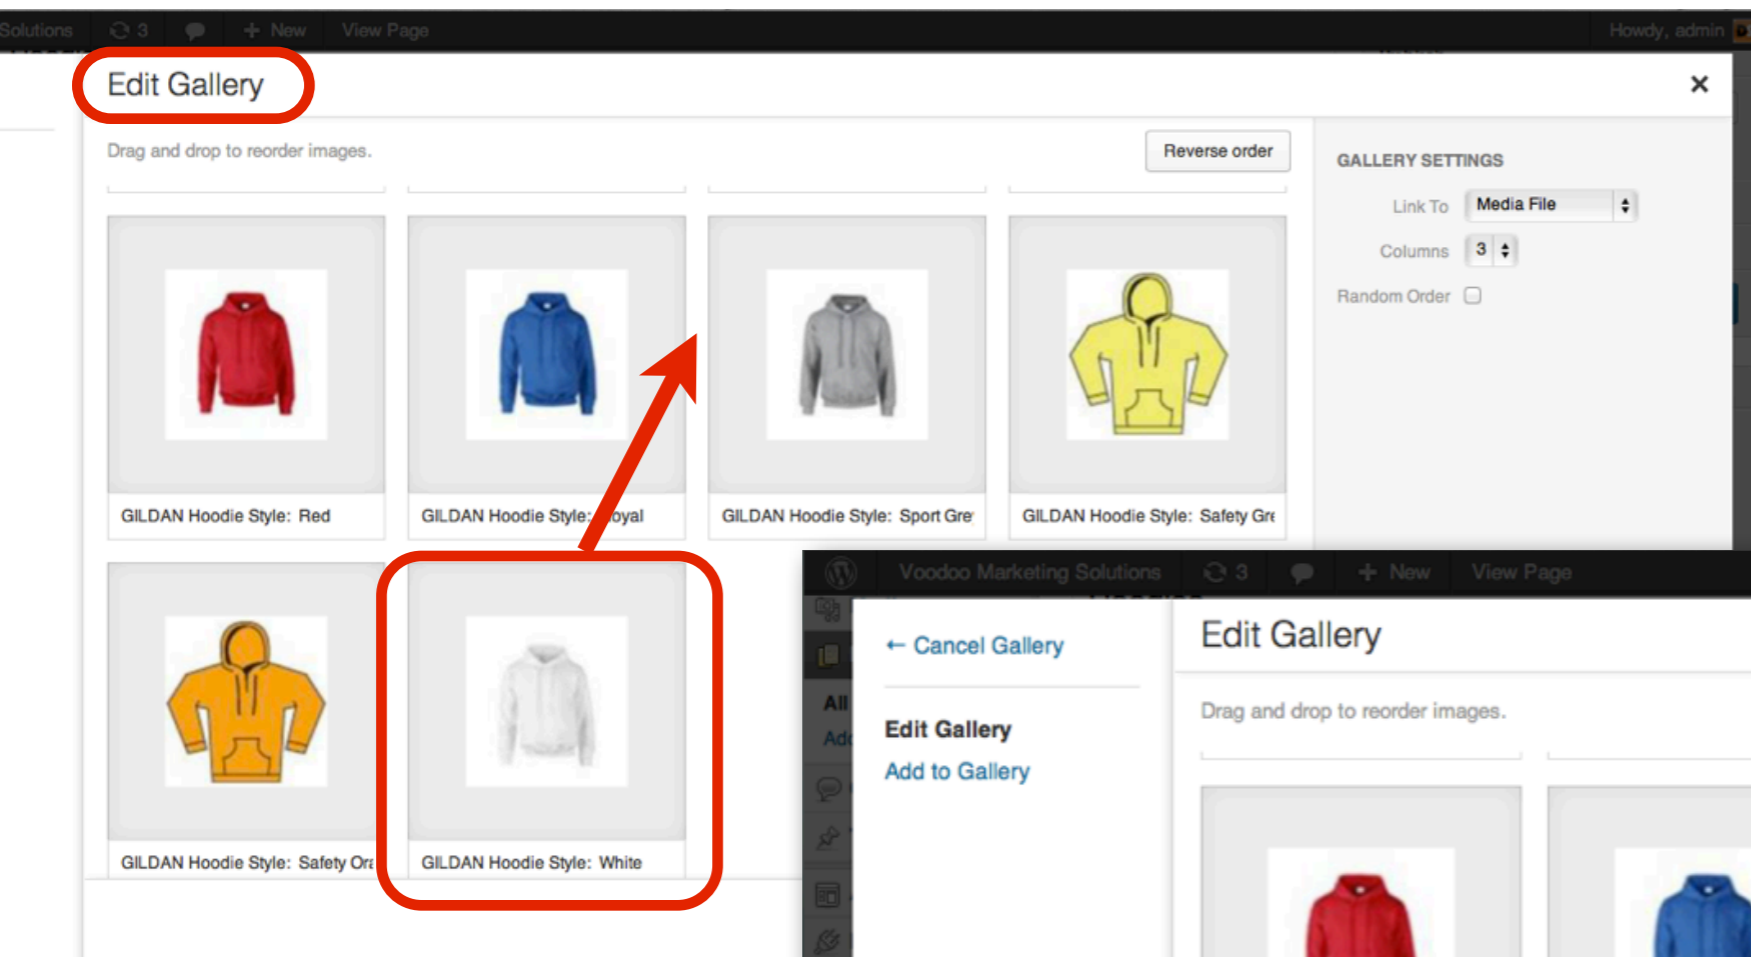 Solutions 3 + New View Page Howdy, admin
Edit Gallery ×
Drag and drop to reorder images.
Reverse order
GILDAN Hoodie Style: Red
GILDAN Hoodie Style: oyal
GILDAN Hoodie Style: Sport Gre
GILDAN Hoodie Style: Safety Gre
GILDAN Hoodie Style: Safety Ora
GILDAN Hoodie Style: White
GALLERY SETTINGS
Link To Media File
Columns 3
Random Order
Voodoo Marketing Solutions 3 + New View Page
All
Add
← Cancel Gallery
Edit Gallery
Add to Gallery
Edit Gallery
Drag and drop to reorder images.